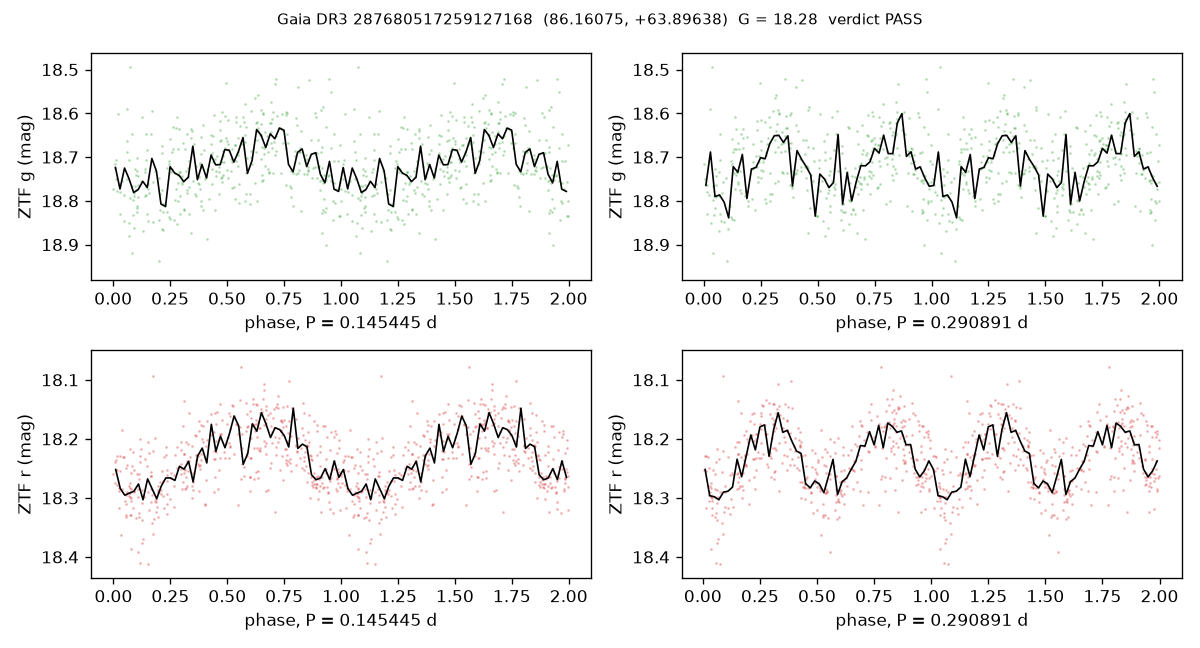 Gaia DR3 287680517259127168 (86.16075, +63.89638) G = 18.28 verdict PASS
ZTF g (mag)
18.5
18.6
18.7
18.8
18.9
0.00 0.25 0.50 0.75 1.00 1.25 1.50 1.75 2.00
phase, P = 0.145445 d
ZTF g (mag)
18.5
18.6
18.7
18.8
18.9
0.00 0.25 0.50 0.75 1.00 1.25 1.50 1.75 2.00
phase, P = 0.290891 d
ZTF r (mag)
18.1
18.2
18.3
18.4
0.00 0.25 0.50 0.75 1.00 1.25 1.50 1.75 2.00
phase, P = 0.145445 d
ZTF r (mag)
18.1
18.2
18.3
18.4
0.00 0.25 0.50 0.75 1.00 1.25 1.50 1.75 2.00
phase, P = 0.290891 d